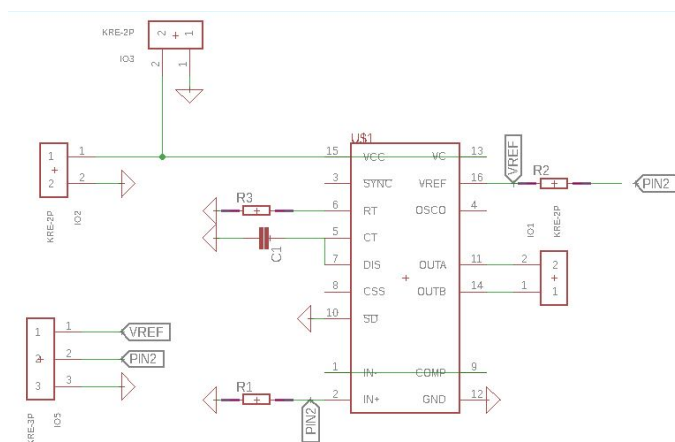 KRE-2P
2 1
IO3
2
1
U$1
1
2
1
2
KRE-2P
IO2
15 VCC VC 13
3 SYNC VREF 16
6 RT OSCO 4
5 CT
7 DIS OUTA 11
8 CSS OUTB 14
10 SD
1 IN- COMP 9
2 IN+ GND 12
VREF
R2
PIN2
R3
C1
IO1
KRE-2P
2
1
2
1
1
2
3
1
2
3
VREF
PIN2
KRE-3P
IO5
R1
PIN2